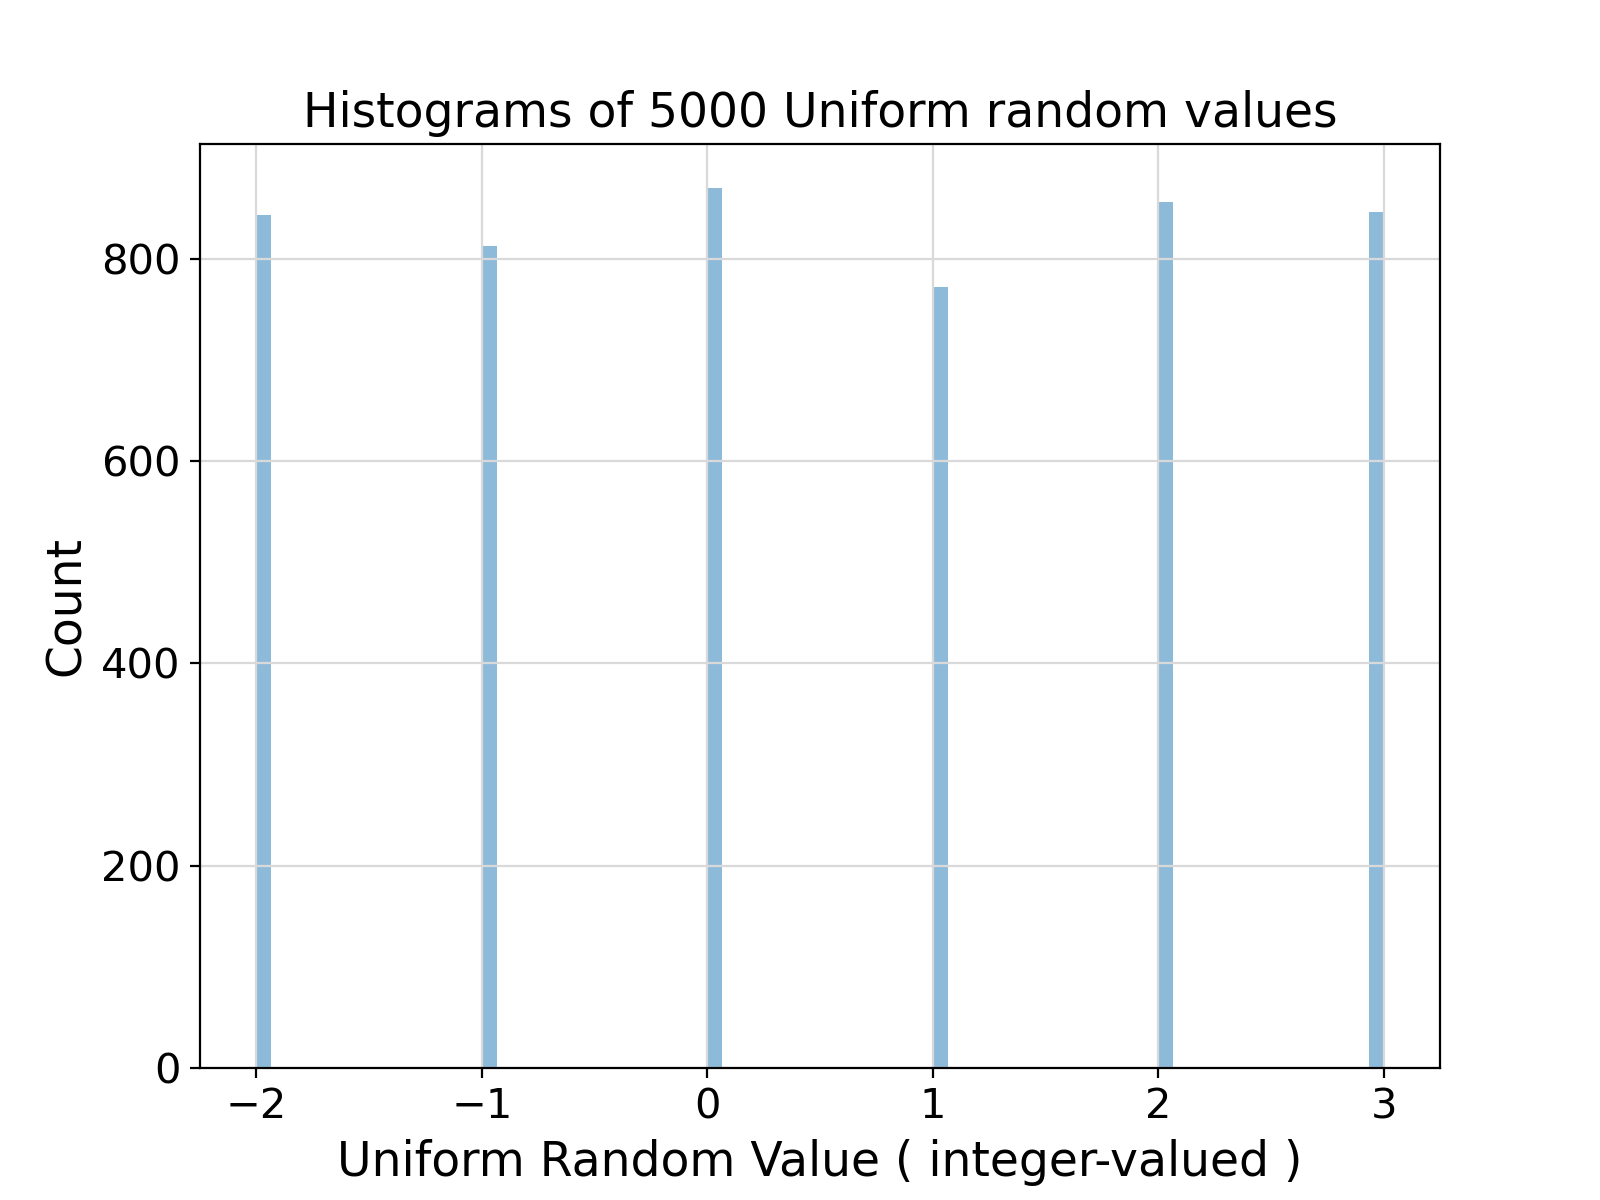 Histograms of 5000 Uniform random values
800
600
400
200
0
Count
−2 −1 0 1 2 3
Uniform Random Value ( integer-valued )